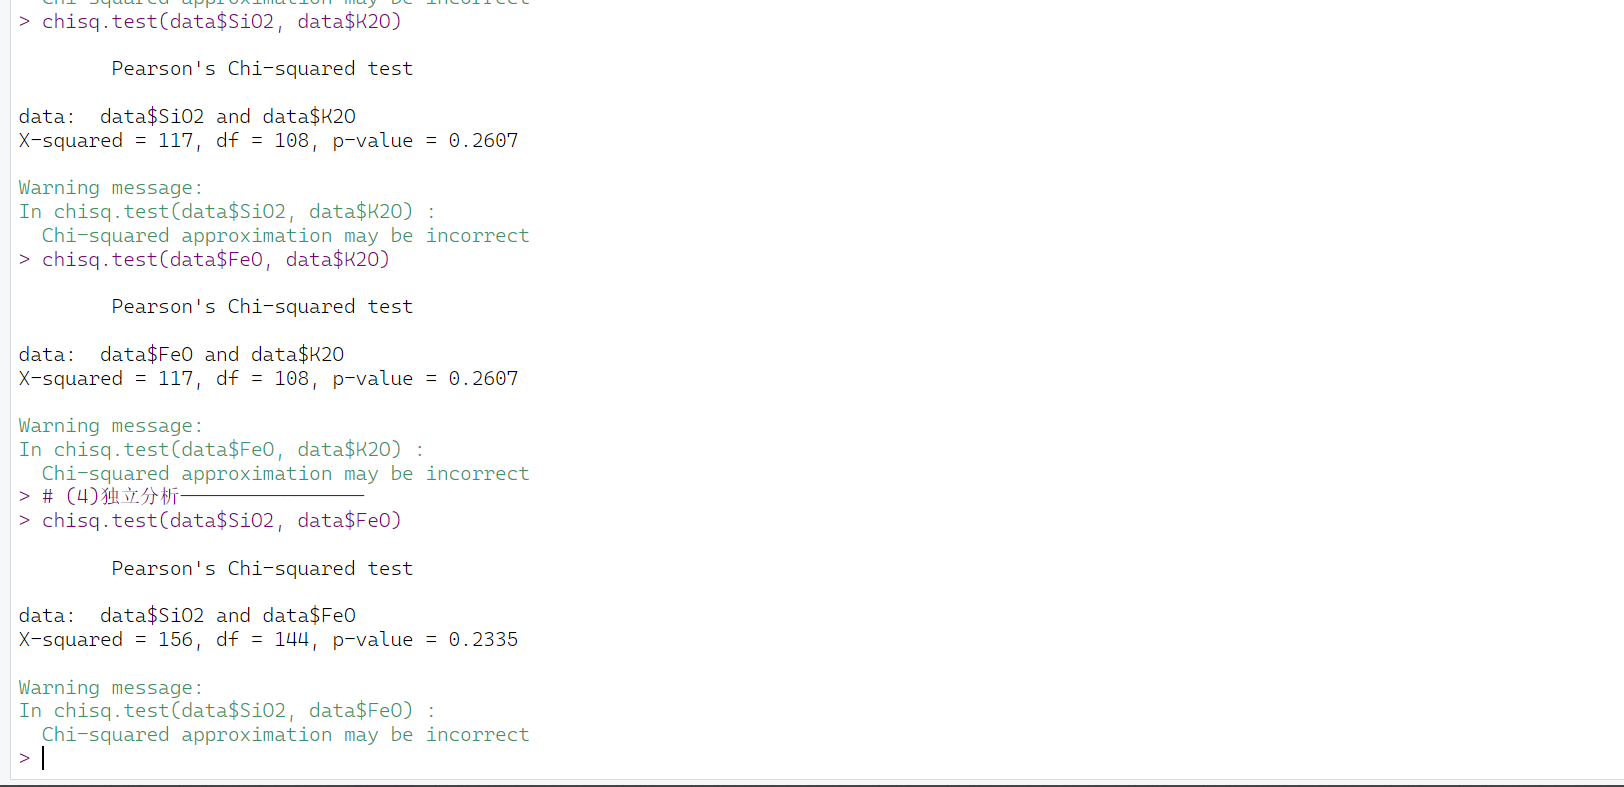 Chi-squared approximation may be incorrect
> chisq.test(data$SiO2, data$K2O)
Pearson's Chi-squared test
data:  data$SiO2 and data$K2O
X-squared = 117, df = 108, p-value = 0.2607
Warning message:
In chisq.test(data$SiO2, data$K2O) :
Chi-squared approximation may be incorrect
> chisq.test(data$FeO, data$K2O)
Pearson's Chi-squared test
data:  data$FeO and data$K2O
X-squared = 117, df = 108, p-value = 0.2607
Warning message:
In chisq.test(data$FeO, data$K2O) :
Chi-squared approximation may be incorrect
> # (4)独立分析────────────────
> chisq.test(data$SiO2, data$FeO)
Pearson's Chi-squared test
data:  data$SiO2 and data$FeO
X-squared = 156, df = 144, p-value = 0.2335
Warning message:
In chisq.test(data$SiO2, data$FeO) :
Chi-squared approximation may be incorrect
>